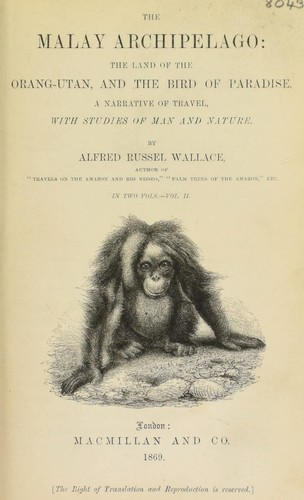 8043
THE
MALAY ARCHIPELAGO:
THE LAND OF THE
ORANG-UTAN, AND THE BIRD OF PARADISE.
A NARRATIVE OF TRAVEL,
WITH STUDIES OF MAN AND NATURE.
BY
ALFRED RUSSEL WALLACE,
AUTHOR OF
"TRAVELS ON THE AMAZON AND RIO NEGRO," "PALM TREES OF THE AMAZON," ETC.
IN TWO VOLS.—VOL. II.
London:
MACMILLAN AND CO.
1869.
[The Right of Translation and Reproduction is reserved.]